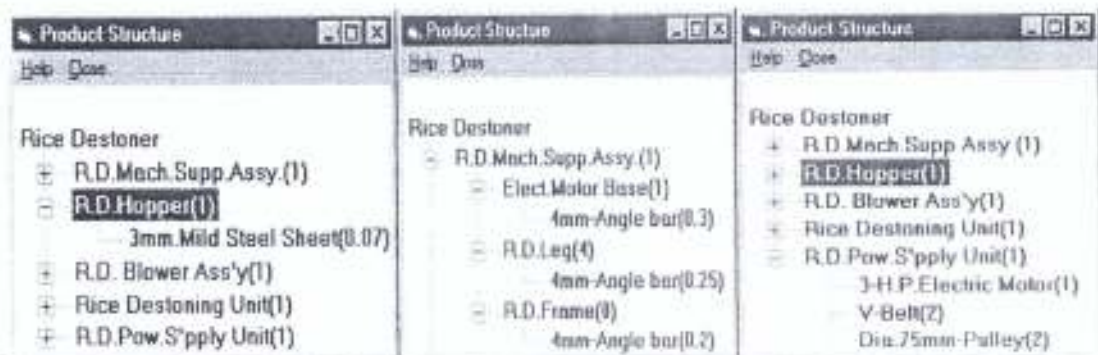 Product Structure
Help Close
Rice Destoner
R.D.Mach.Supp.Assy.(1)
R.D.Hopper(1)
3mm.Mild Steel Sheet(0.07)
R.D. Blower Ass'y(1)
Rice Destoning Unit(1)
R.D.Pow.S'pply Unit(1)
Product Structure
Help Close
Rice Destoner
R.D.Mach.Supp.Assy.(1)
Elect.Motor Base(1)
4mm-Angle bar(0.3)
R.D.Leg(4)
4mm-Angle bar(0.25)
R.D.Frame(8)
4mm-Angle bar(0.2)
Product Structure
Help Close
Rice Destoner
R.D.Mach.Supp.Assy.(1)
R.D.Hopper(1)
R.D. Blower Ass'y(1)
Rice Destoning Unit(1)
R.D.Pow.S'pply Unit(1)
3-H.P.Electric Motor(1)
V-Belt(2)
Dia.75mm-Pulley(2)